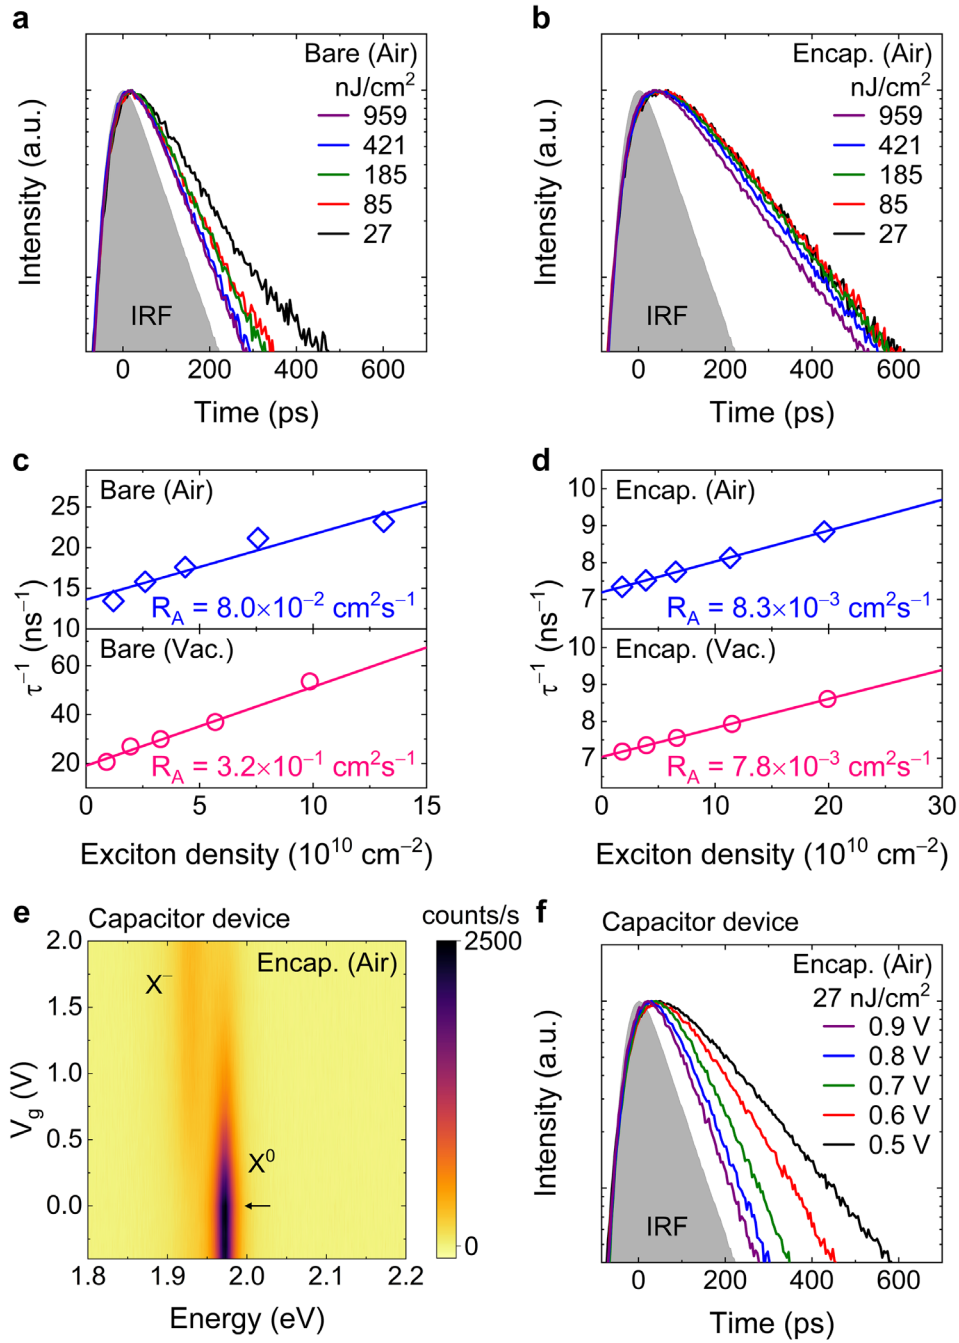 a
Bare (Air)
nJ/cm²
959
421
185
85
27
IRF
Intensity (a.u.)
0 200 400 600
Time (ps)
b
Encap. (Air)
nJ/cm²
959
421
185
85
27
IRF
Intensity (a.u.)
0 200 400 600
Time (ps)
c
Bare (Air)
25
20
15
10
R_A = 8.0×10⁻² cm²s⁻¹
Bare (Vac.)
60
40
20
R_A = 3.2×10⁻¹ cm²s⁻¹
τ⁻¹ (ns⁻¹)
0 5 10 15
Exciton density (10¹⁰ cm⁻²)
d
Encap. (Air)
10
9
8
7
R_A = 8.3×10⁻³ cm²s⁻¹
Encap. (Vac.)
9
8
7
R_A = 7.8×10⁻³ cm²s⁻¹
τ⁻¹ (ns⁻¹)
0 10 20 30
Exciton density (10¹⁰ cm⁻²)
e
Capacitor device
counts/s
2500
0
Encap. (Air)
X⁻
X⁰
2.0
1.5
1.0
0.5
0.0
V_g (V)
1.8 1.9 2.0 2.1 2.2
Energy (eV)
f
Capacitor device
Encap. (Air)
27 nJ/cm²
0.9 V
0.8 V
0.7 V
0.6 V
0.5 V
IRF
Intensity (a.u.)
0 200 400 600
Time (ps)